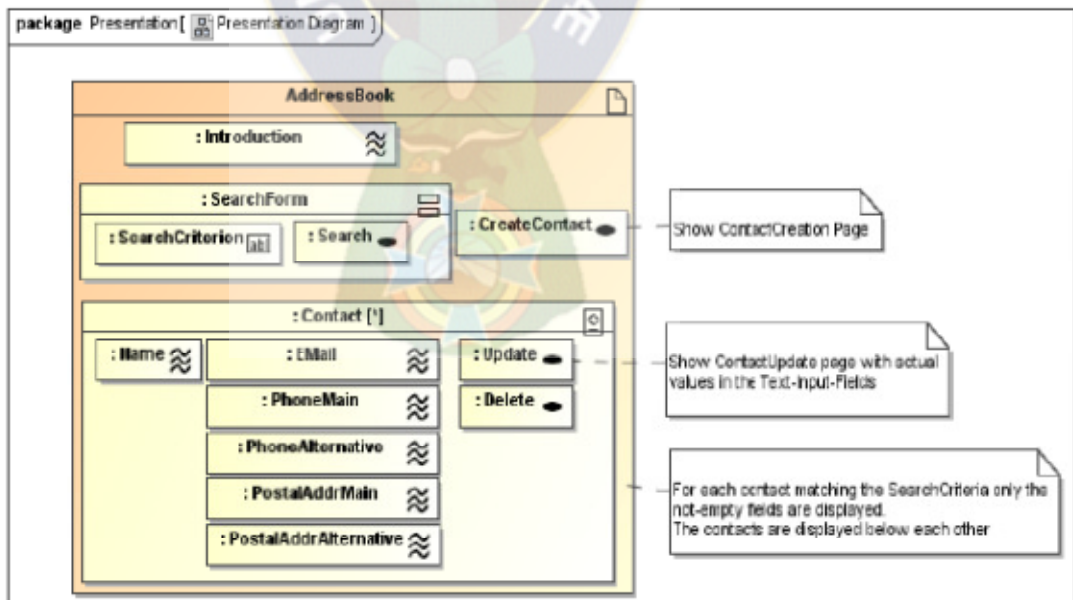 package Presentation[ Presentation Diagram ]
AddressBook
: Introduction
: SearchForm
: SearchCriterion ab
: Search
: CreateContact
Show ContactCreation Page
: Contact [*]
: Name
: EMail
: Update
Show ContactUpdate page with actual
values in the Text-Input-Fields
: PhoneMain
: Delete
: PhoneAlternative
: PostalAddrMain
: PostalAddrAlternative
For each contact matching the SearchCriteria only the
not-empty fields are displayed.
The contacts are displayed below each other